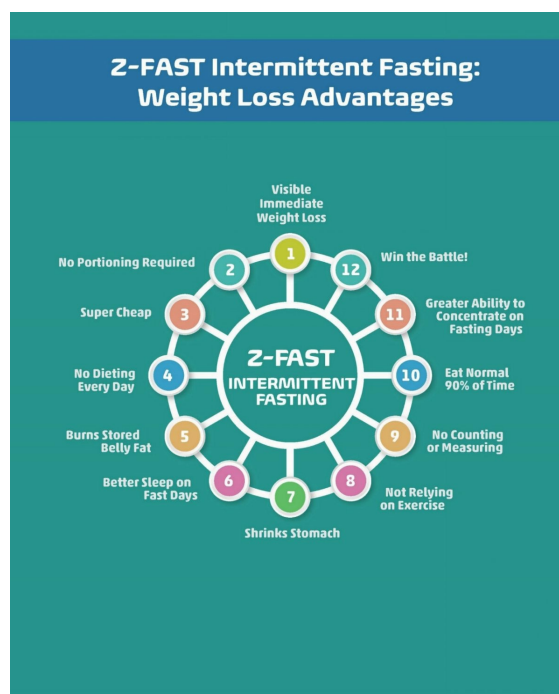 Z-FAST Intermittent Fasting:
Weight Loss Advantages
Visible
Immediate
Weight Loss
1
No Portioning Required
2
Super Cheap
3
No Dieting
Every Day
4
Burns Stored
Belly Fat
5
Better Sleep on
Fast Days
6
Shrinks Stomach
7
Not Relying
on Exercise
8
No Counting
or Measuring
9
Eat Normal
90% of Time
10
Greater Ability to
Concentrate on
Fasting Days
11
Win the Battle!
12
Z-FAST
INTERMITTENT
FASTING